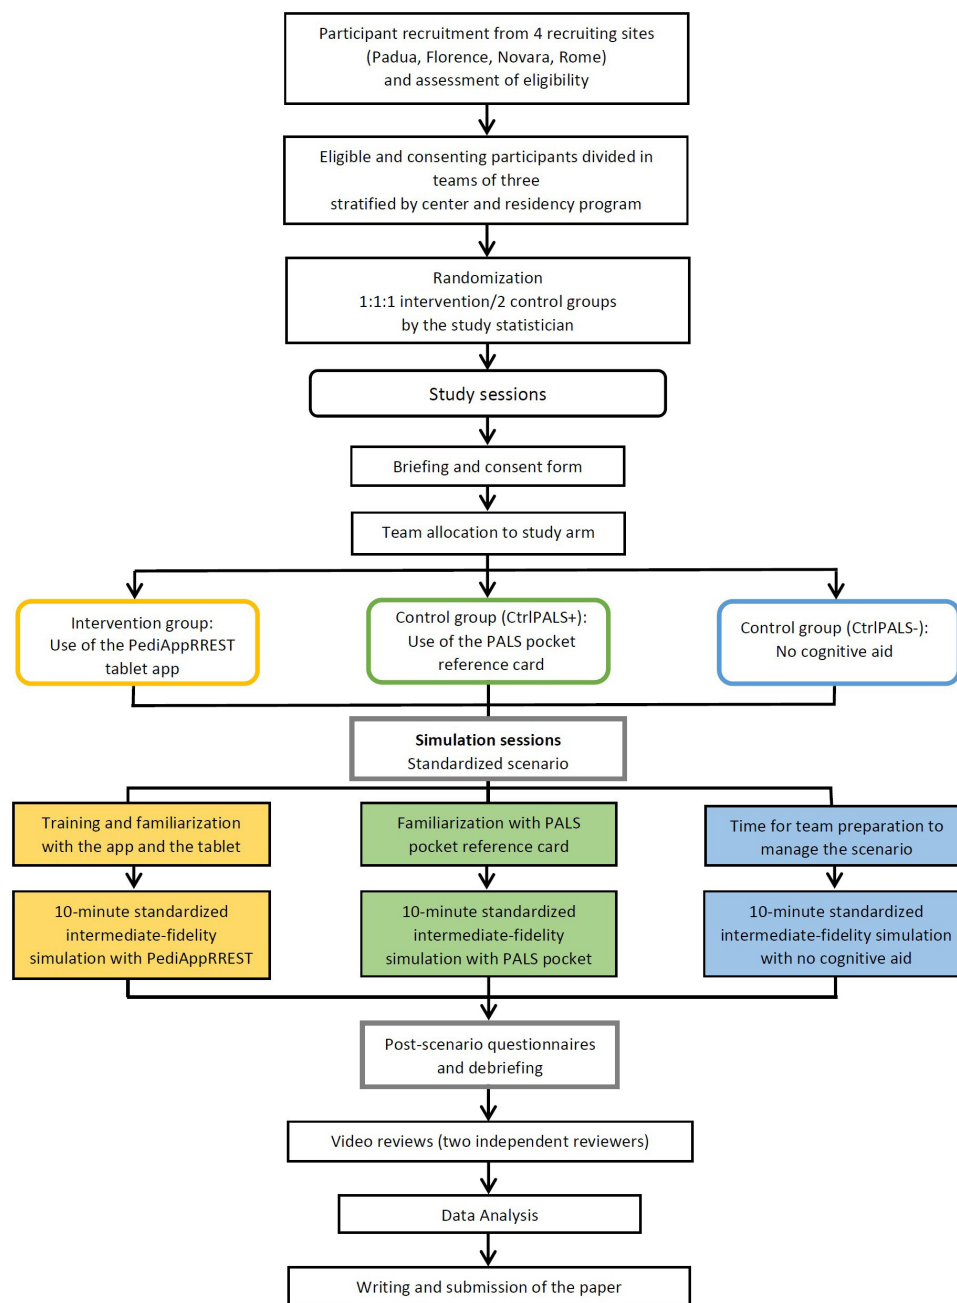 Participant recruitment from 4 recruiting sites
(Padua, Florence, Novara, Rome)
and assessment of eligibility
Eligible and consenting participants divided in
teams of three
stratified by center and residency program
Randomization
1:1:1 intervention/2 control groups
by the study statistician
Study sessions
Briefing and consent form
Team allocation to study arm
Intervention group:
Use of the PediAppRREST
tablet app
Control group (CtrlPALS+):
Use of the PALS pocket
reference card
Control group (CtrlPALS-):
No cognitive aid
Simulation sessions
Standardized scenario
Training and familiarization
with the app and the tablet
Familiarization with PALS
pocket reference card
Time for team preparation to
manage the scenario
10-minute standardized
intermediate-fidelity
simulation with PediAppRREST
10-minute standardized
intermediate-fidelity
simulation with PALS pocket
10-minute standardized
intermediate-fidelity simulation
with no cognitive aid
Post-scenario questionnaires
and debriefing
Video reviews (two independent reviewers)
Data Analysis
Writing and submission of the paper